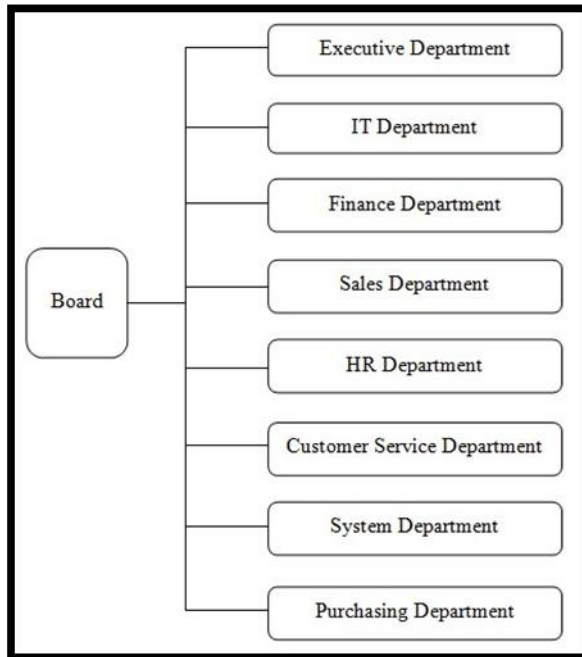 Executive Department
IT Department
Finance Department
Sales Department
Board
HR Department
Customer Service Department
System Department
Purchasing Department